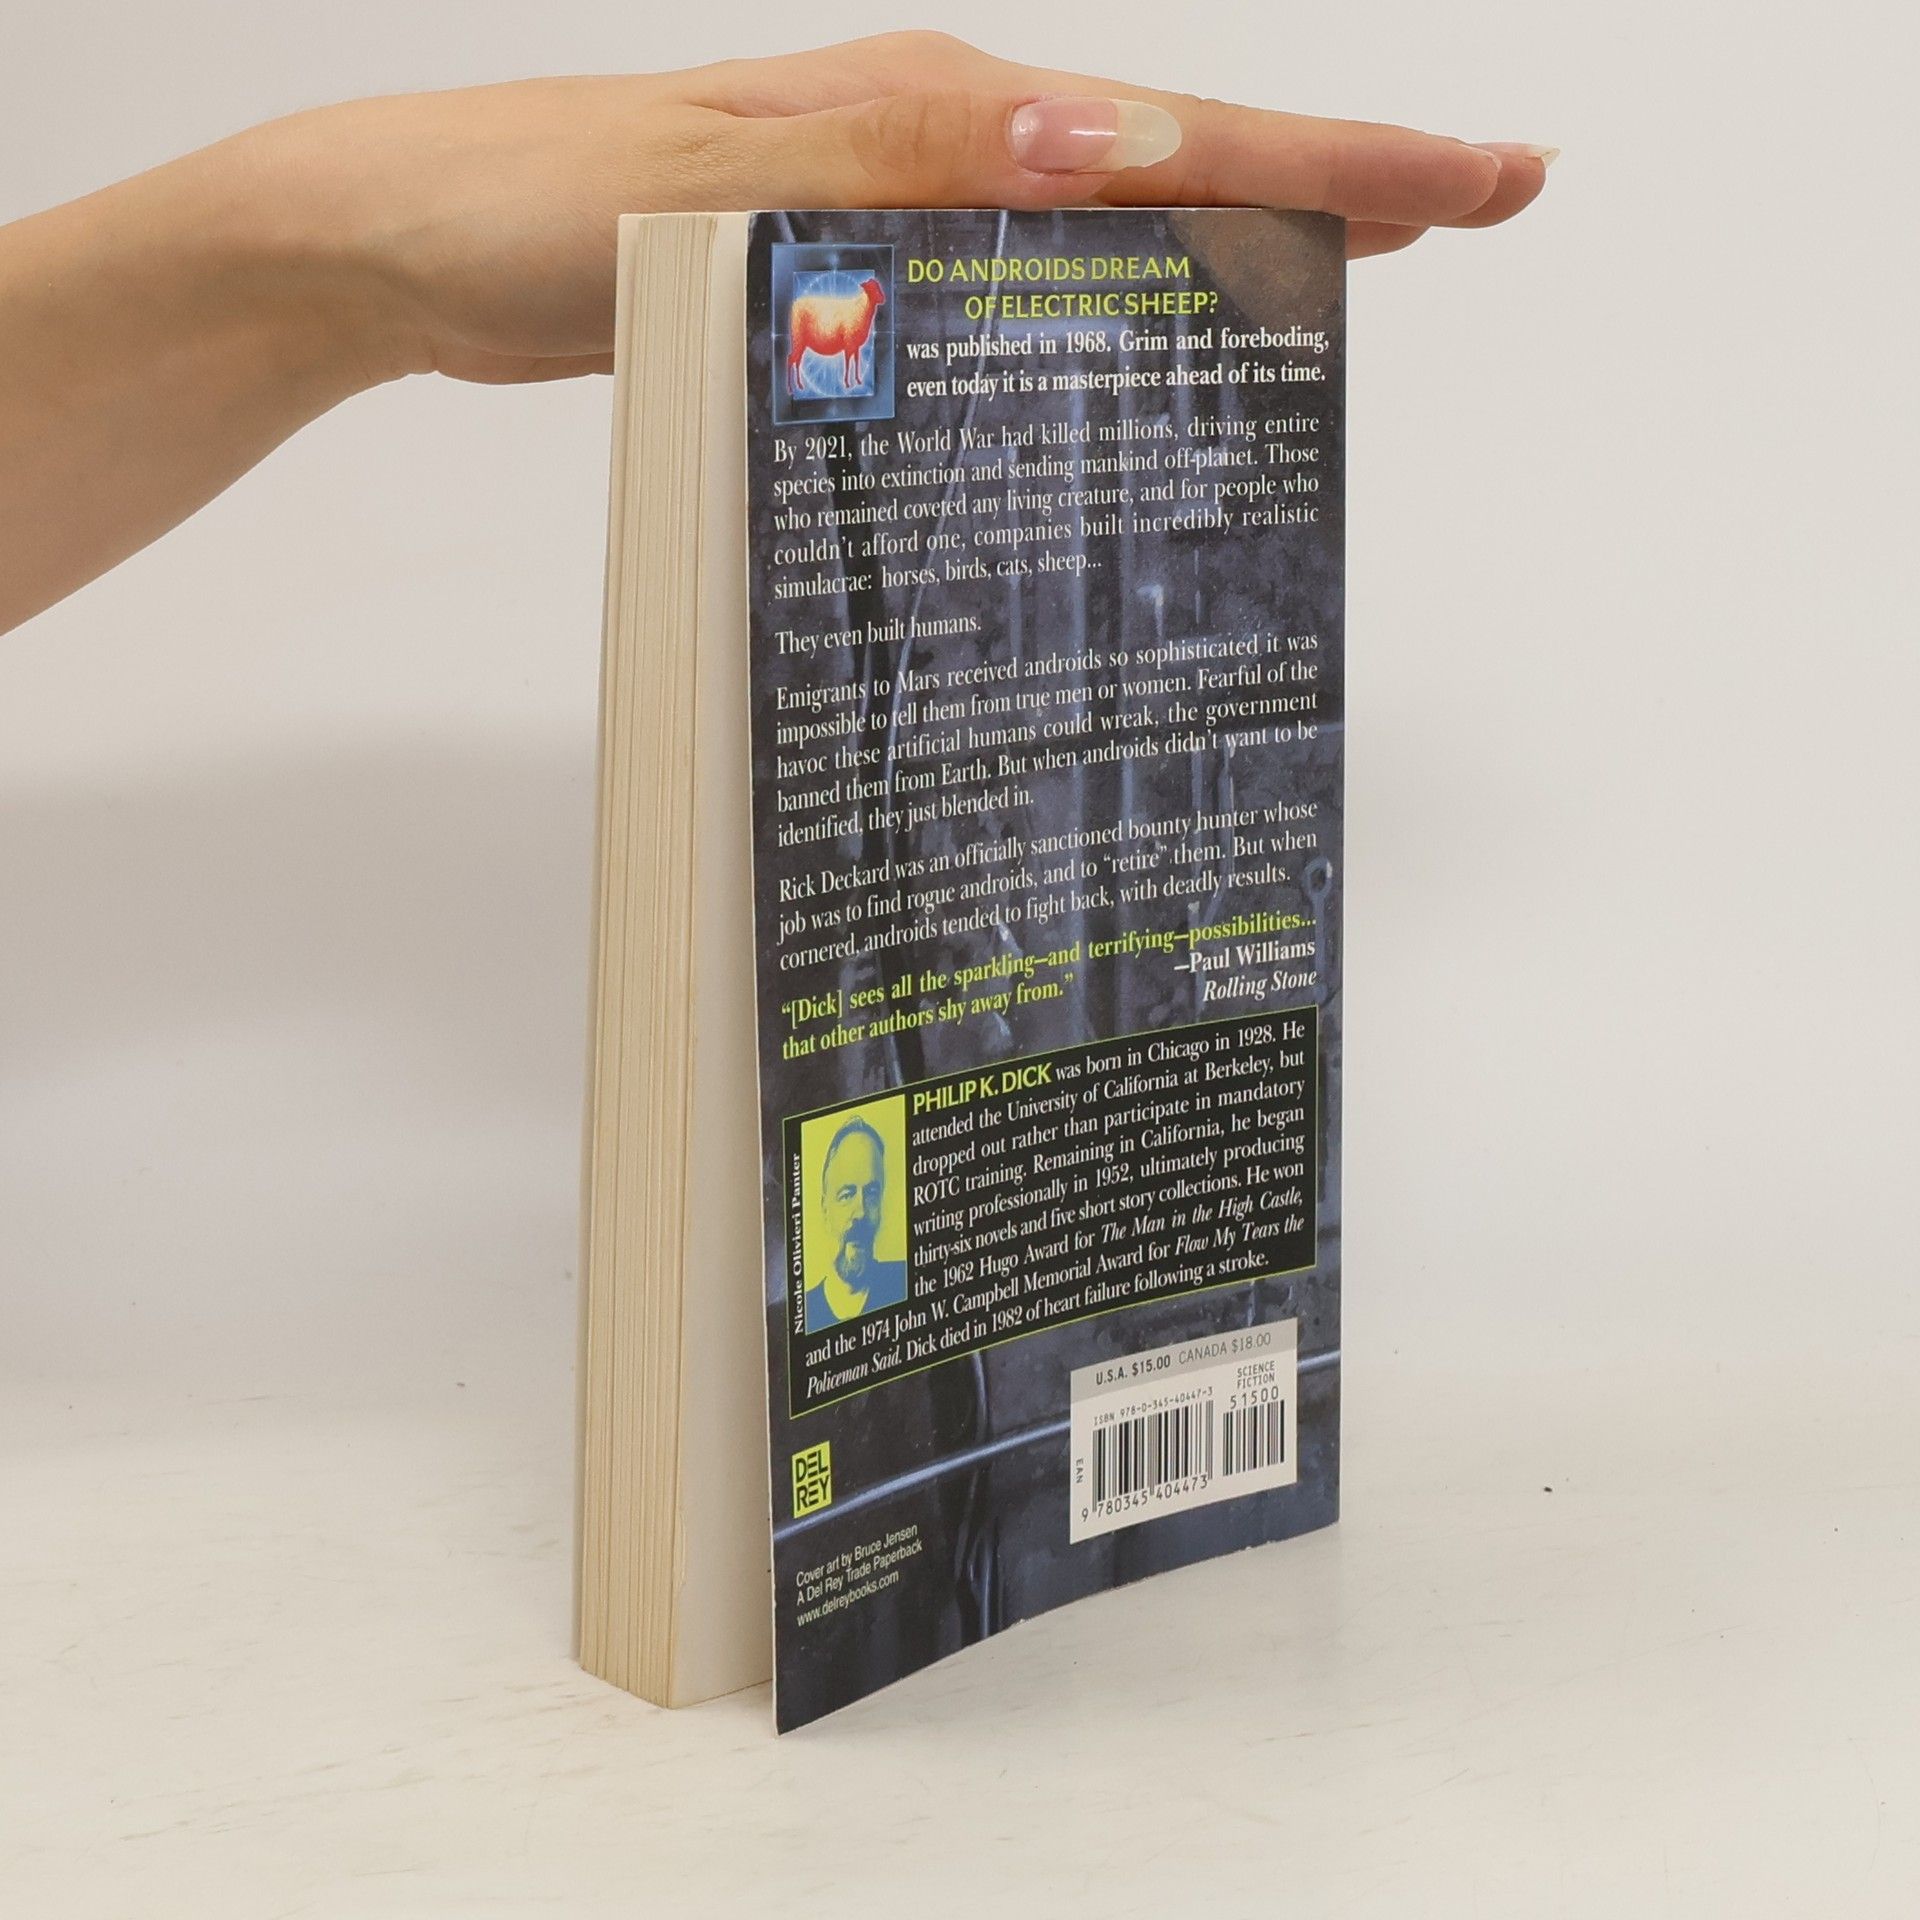 DO ANDROIDS DREAM
OF ELECTRIC SHEEP?
was published in 1968. Grim and foreboding,
even today it is a masterpiece ahead of its time.
By 2021, the World War had killed millions, driving entire
species into extinction and sending mankind off-planet. Those
who remained coveted any living creature, and for people who
couldn't afford one, companies built incredibly realistic
simulacrae: horses, birds, cats, sheep...
They even built humans.
Emigrants to Mars received androids so sophisticated it was
impossible to tell them from true men or women. Fearful of the
havoc these artificial humans could wreak, the government
banned them from Earth. But when androids didn't want to be
identified, they just blended in.
Rick Deckard was an officially sanctioned bounty hunter whose
job was to find rogue androids, and to “retire” them. But when
cornered, androids tended to fight back, with deadly results.
“[Dick] sees all the sparkling—and terrifying—possibilities...
that other authors shy away from.”
—Paul Williams
Rolling Stone
PHILIP K. DICK was born in Chicago in 1928. He
attended the University of California at Berkeley, but
dropped out rather than participate in mandatory
ROTC training. Remaining in California, he began
writing professionally in 1952, ultimately producing
thirty-six novels and five short story collections. He won
the 1962 Hugo Award for The Man in the High Castle,
and the 1974 John W. Campbell Memorial Award for Flow My Tears the
Policeman Said. Dick died in 1982 of heart failure following a stroke.
Nicole Olivieri Panter
U.S.A. $15.00 CANADA $18.00
SCIENCE
FICTION
ISBN 978-0-345-40447-3
51500
EAN
9 780345 404473
DEL
REY
Cover art by Bruce Jensen
A Del Rey Trade Paperback
www.delreybooks.com